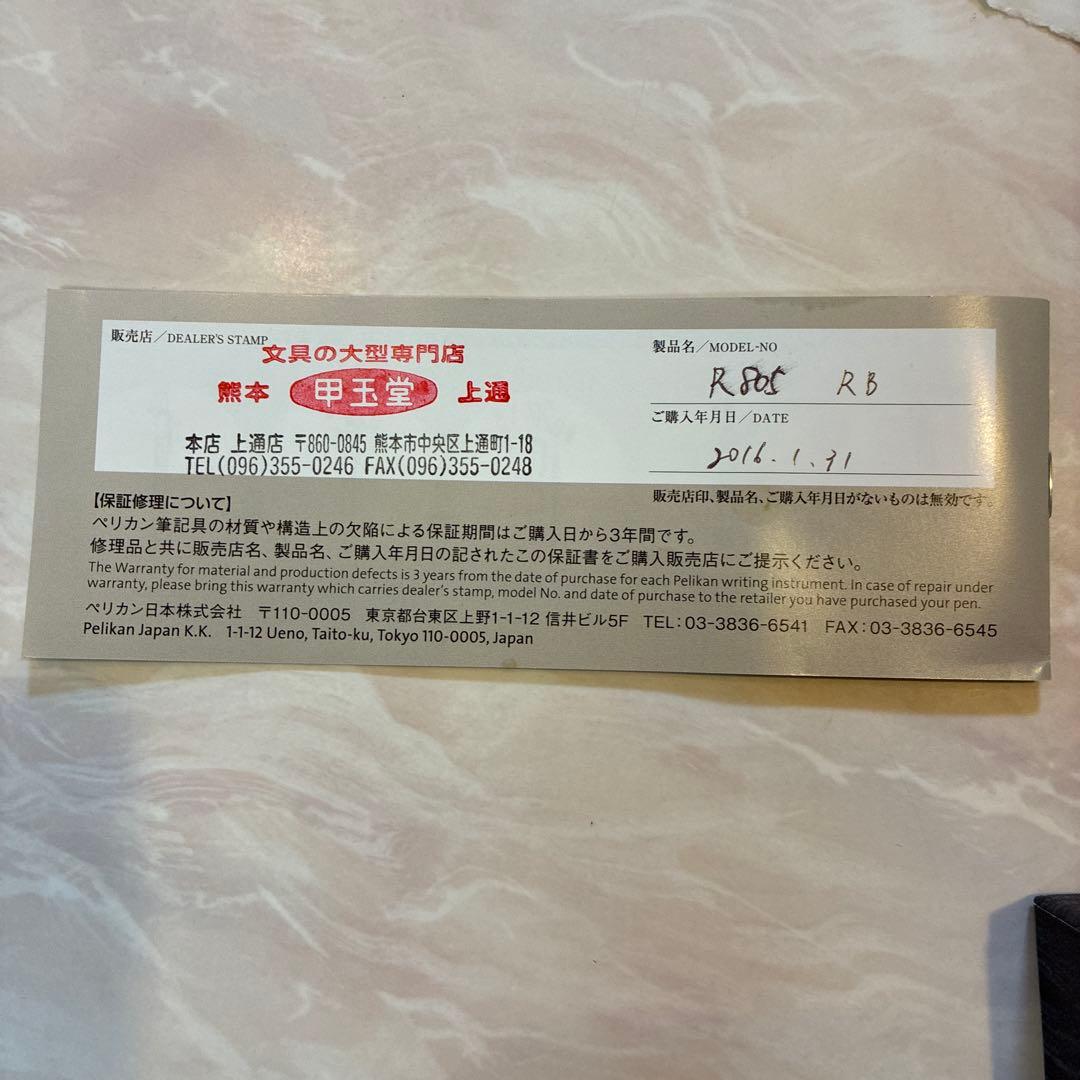 販売店／DEALER'S STAMP
文具の大型専門店
熊本 甲玉堂 上通
本店 上通店 〒860-0845 熊本市中央区上通町1-18
TEL(096)355-0246 FAX(096)355-0248
製品名／MODEL-NO
R805 RB
ご購入年月日／DATE
2016.1.31
販売店印、製品名、ご購入年月日がないものは無効です。
【保証修理について】
ペリカン筆記具の材質や構造上の欠陥による保証期間はご購入日から3年間です。
修理品と共に販売店名、製品名、ご購入年月日の記されたこの保証書をご購入販売店にご提示ください。
The Warranty for material and production defects is 3 years from the date of purchase for each Pelikan writing instrument. In case of repair under
warranty, please bring this warranty which carries dealer's stamp, model No. and date of purchase to the retailer you have purchased your pen.
ペリカン日本株式会社 〒110-0005 東京都台東区上野1-1-12 信井ビル5F TEL：03-3836-6541 FAX：03-3836-6545
Pelikan Japan K.K. 1-1-12 Ueno, Taito-ku, Tokyo 110-0005, Japan